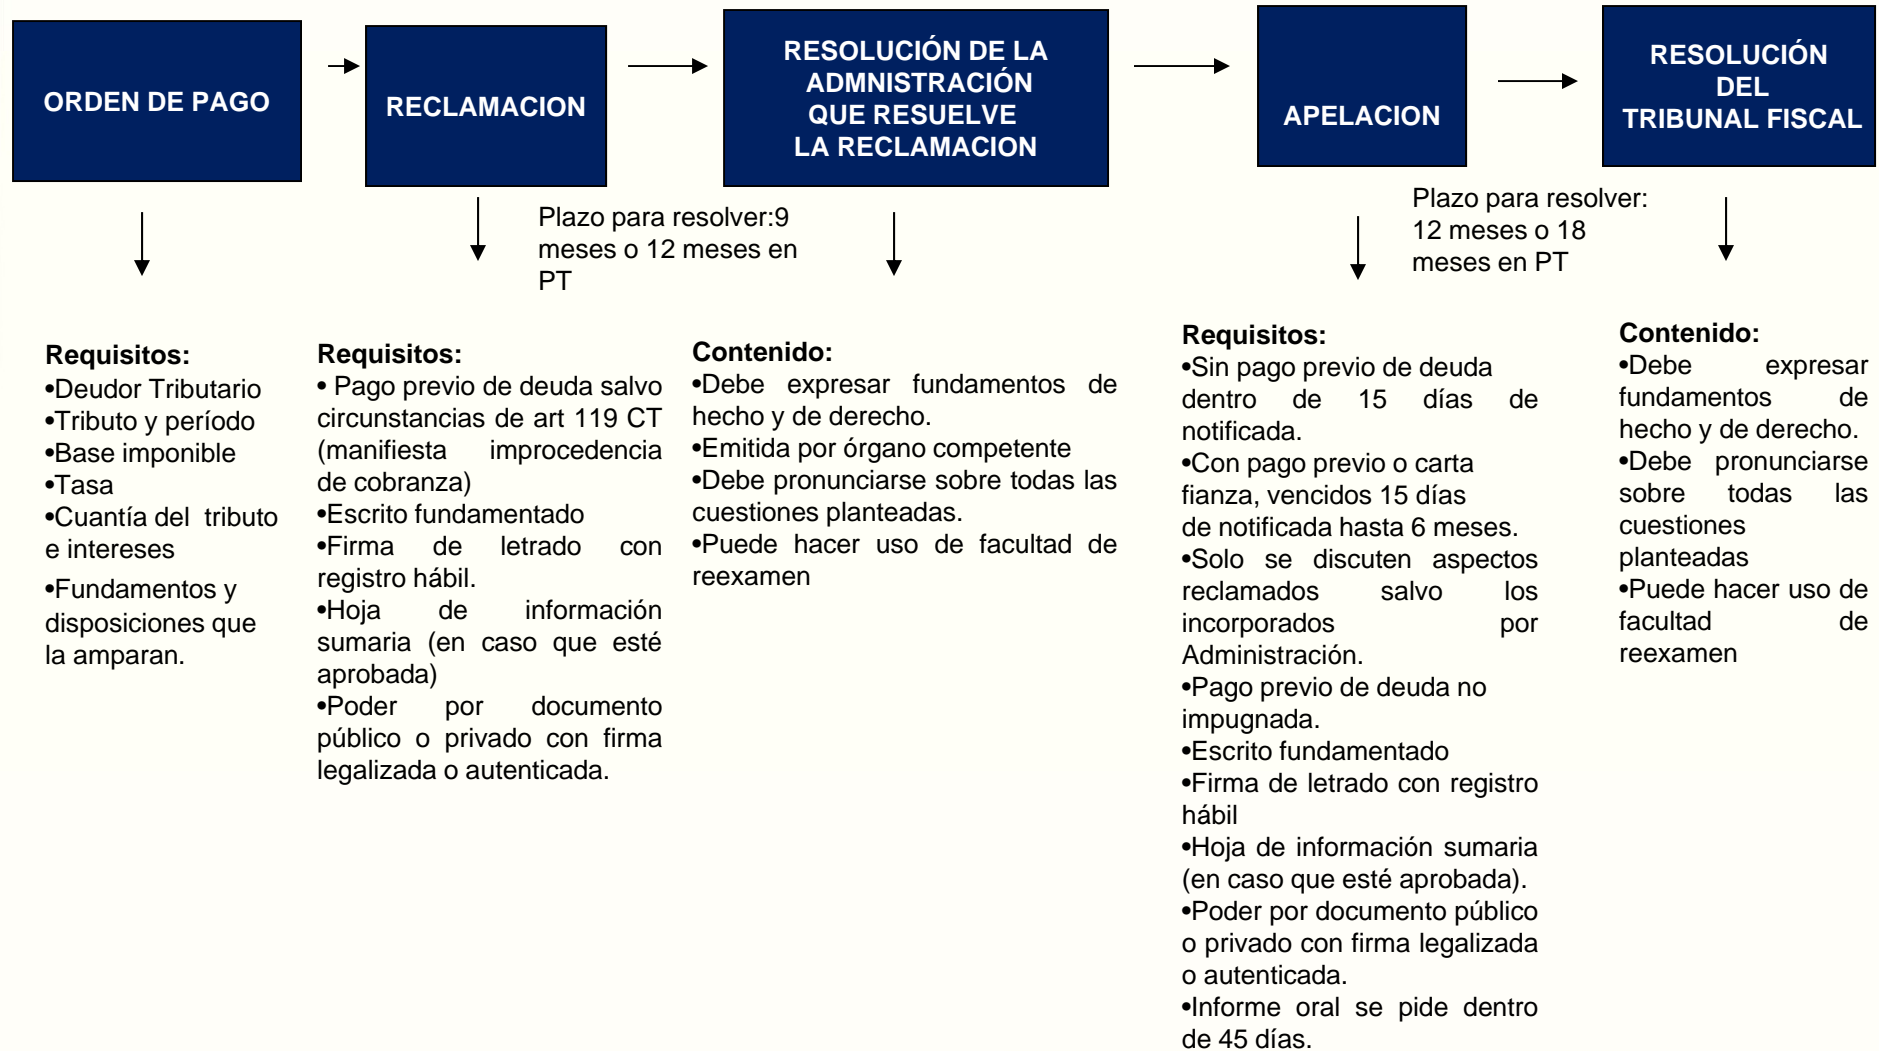 ORDEN DE PAGO
RECLAMACION
RESOLUCIÓN DE LA
ADMNISTRACIÓN
QUE RESUELVE
LA RECLAMACION
APELACION
RESOLUCIÓN
DEL
TRIBUNAL FISCAL
Plazo para resolver:9
meses o 12 meses en
PT
Plazo para resolver:
12 meses o 18
meses en PT
Requisitos:
•Deudor Tributario
•Tributo y período
•Base imponible
•Tasa
•Cuantía del tributo
e intereses
•Fundamentos y
disposiciones que
la amparan.
Requisitos:
• Pago previo de deuda salvo
circunstancias de art 119 CT
(manifiesta improcedencia
de cobranza)
•Escrito fundamentado
•Firma de letrado con
registro hábil.
•Hoja de información
sumaria (en caso que esté
aprobada)
•Poder por documento
público o privado con firma
legalizada o autenticada.
Contenido:
•Debe expresar fundamentos de
hecho y de derecho.
•Emitida por órgano competente
•Debe pronunciarse sobre todas las
cuestiones planteadas.
•Puede hacer uso de facultad de
reexamen
Requisitos:
•Sin pago previo de deuda
dentro de 15 días de
notificada.
•Con pago previo o carta
fianza, vencidos 15 días
de notificada hasta 6 meses.
•Solo se discuten aspectos
reclamados salvo los
incorporados por
Administración.
•Pago previo de deuda no
impugnada.
•Escrito fundamentado
•Firma de letrado con registro
hábil
•Hoja de información sumaria
(en caso que esté aprobada).
•Poder por documento público
o privado con firma legalizada
o autenticada.
•Informe oral se pide dentro
de 45 días.
Contenido:
•Debe expresar
fundamentos de
hecho y de derecho.
•Debe pronunciarse
sobre todas las
cuestiones
planteadas
•Puede hacer uso de
facultad de
reexamen